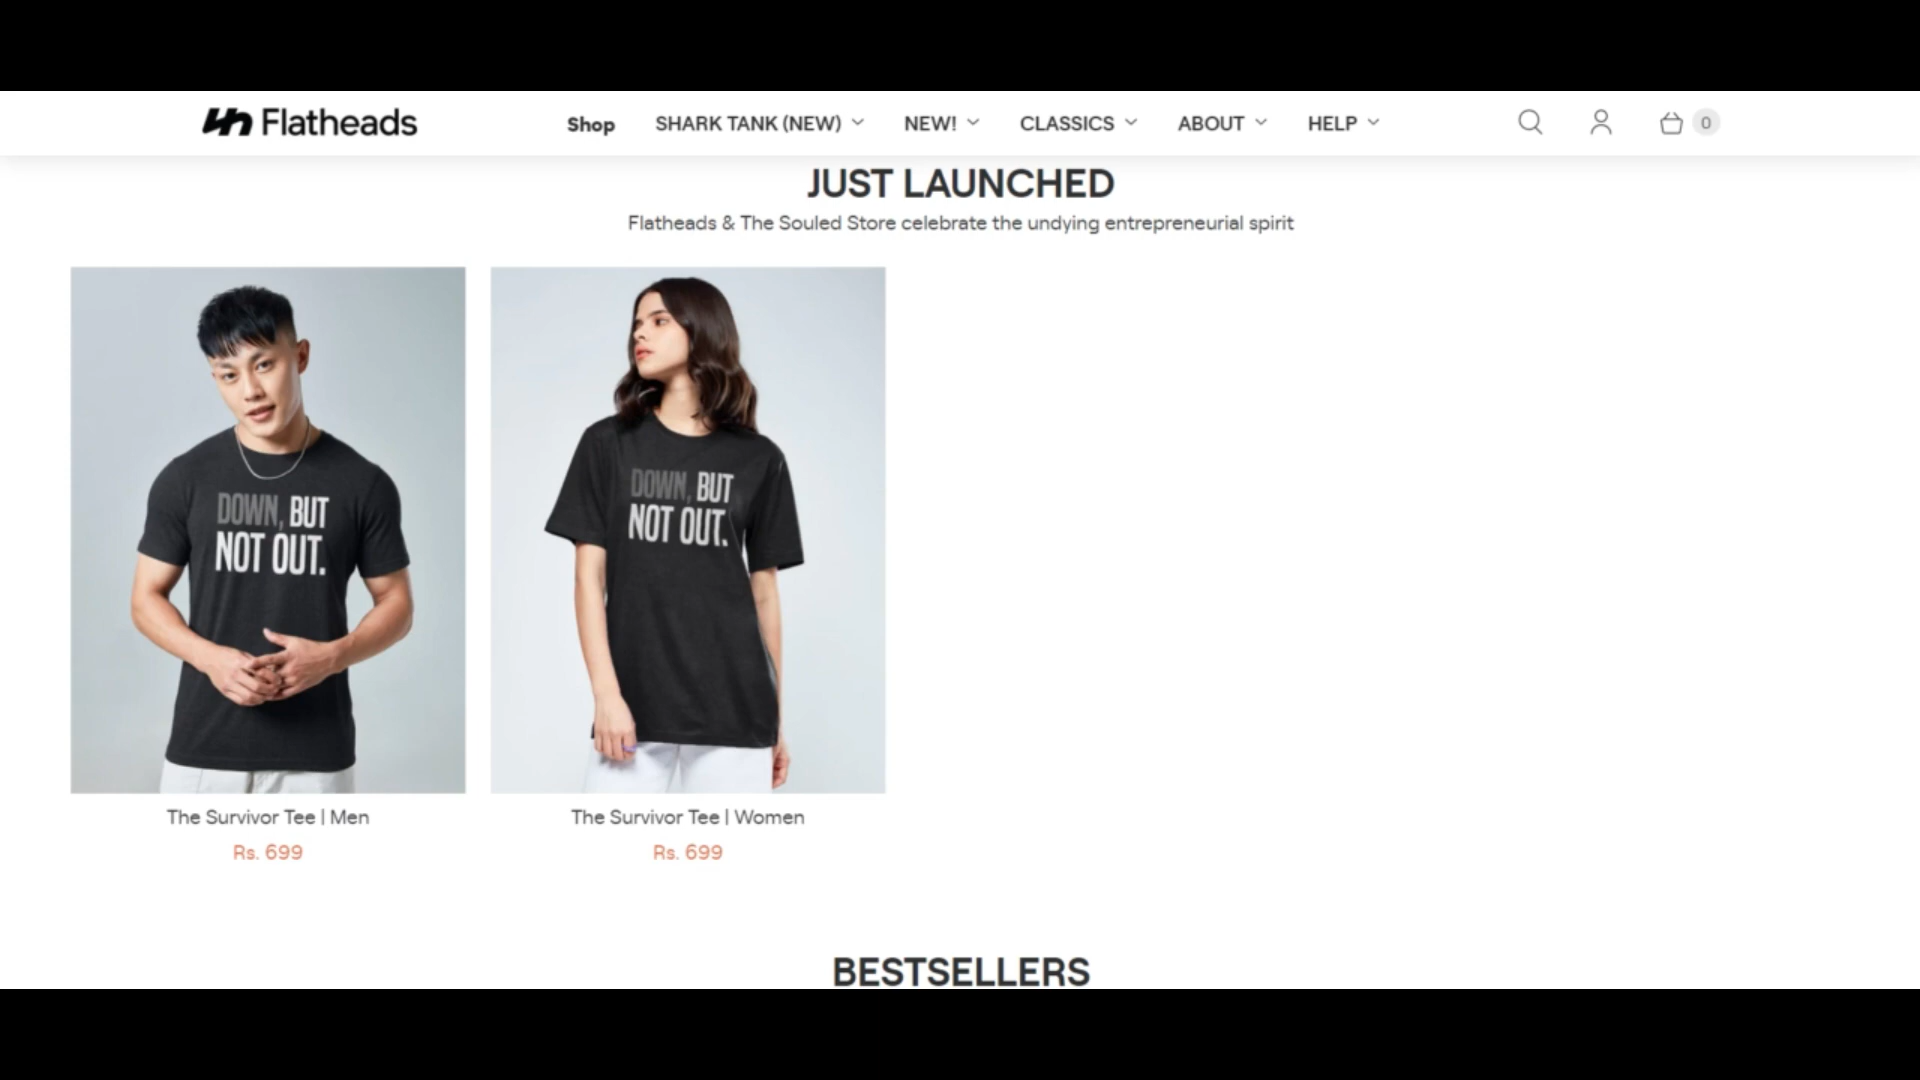 Flatheads
Shop SHARK TANK (NEW) NEW! CLASSICS ABOUT HELP 0
JUST LAUNCHED
Flatheads & The Souled Store celebrate the undying entrepreneurial spirit
DOWN, BUT
NOT OUT.
DOWN, BUT
NOT OUT.
The Survivor Tee | Men
Rs. 699
The Survivor Tee | Women
Rs. 699
BESTSELLERS